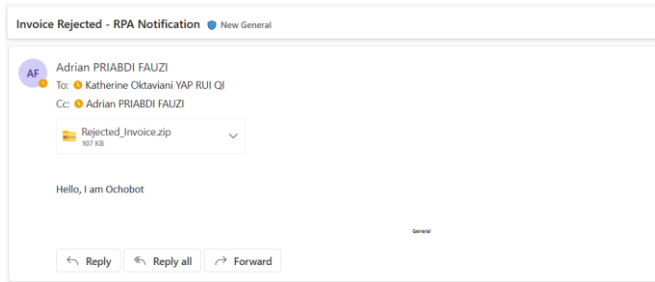 Invoice Rejected - RPA Notification New General
AF
Adrian PRIABDI FAUZI
To: Katherine Oktaviani YAP RUI QI
Cc: Adrian PRIABDI FAUZI
Rejected_Invoice.zip
107 KB
Hello, I am Ochobot
General
Reply Reply all Forward